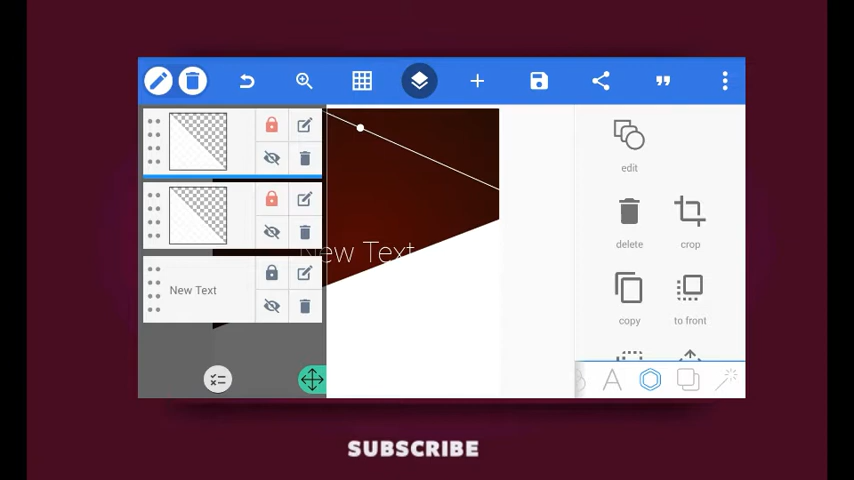 edit
delete
crop
New Text
New Text
copy
to front
SUBSCRIBE